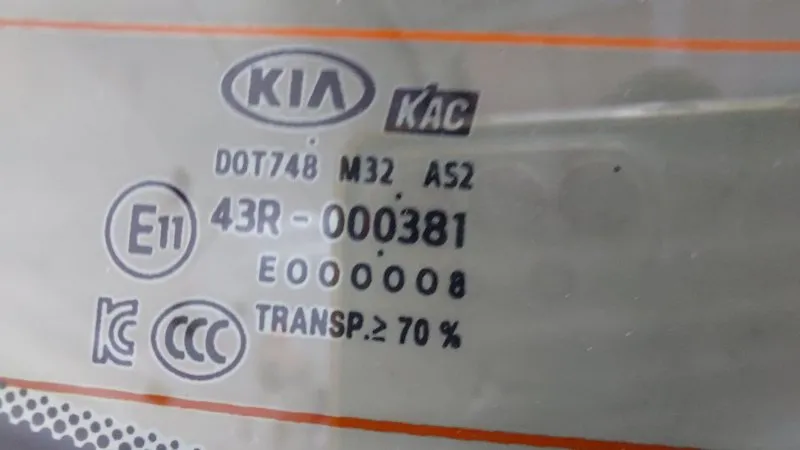 KIA KAC
DOT748 M32 AS2
E11 43R-000381
E000008
KC CCC TRANSP.≥ 70 %